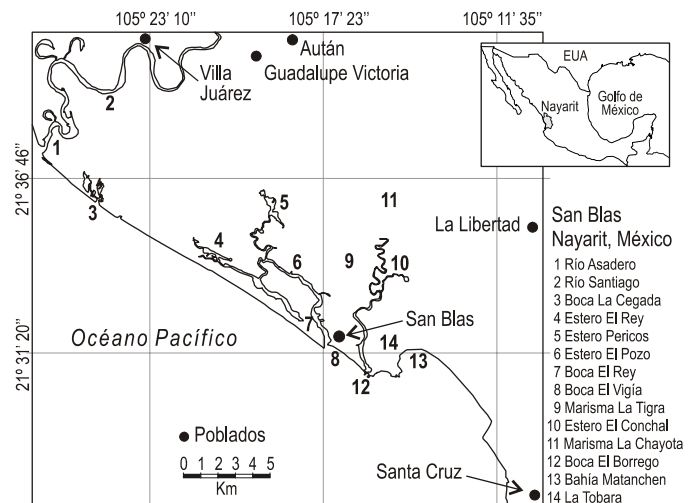 105º 23’ 10”
105º 17’ 23”
105º 11’ 35”
Aután
Villa
Juárez
Guadalupe Victoria
EUA
Golfo de
México
Nayarit
2
1
21º 36’ 46”
3
5
11
4
La Libertad
6
9
10
San Blas
Nayarit, México
1 Río Asadero
2 Río Santiago
3 Boca La Cegada
4 Estero El Rey
5 Estero Pericos
6 Estero El Pozo
7 Boca El Rey
8 Boca El Vigía
9 Marisma La Tigra
10 Estero El Conchal
11 Marisma La Chayota
12 Boca El Borrego
13 Bahía Matanchen
14 La Tobara
7
San Blas
Océano Pacífico
21º 31’ 20”
8
14
13
12
Poblados
0 1 2 3 4 5
Km
Santa Cruz